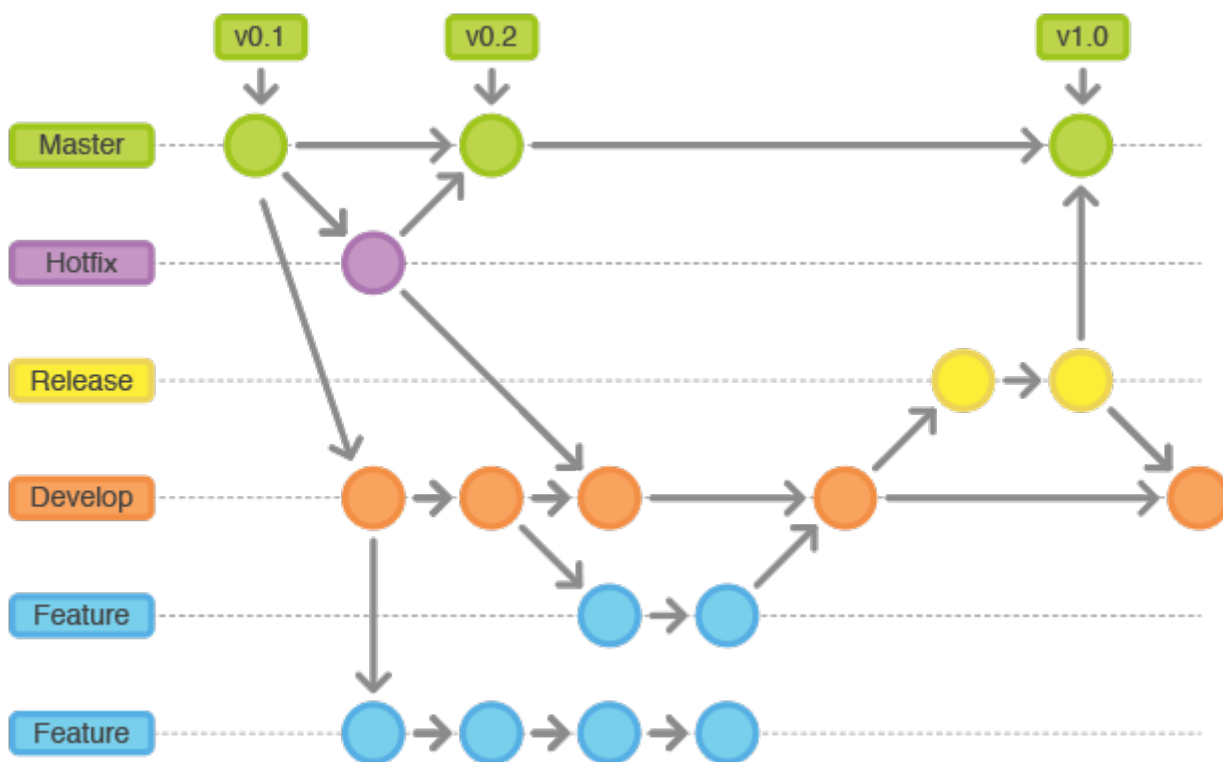 v0.1
v0.2
v1.0
Master
Hotfix
Release
Develop
Feature
Feature